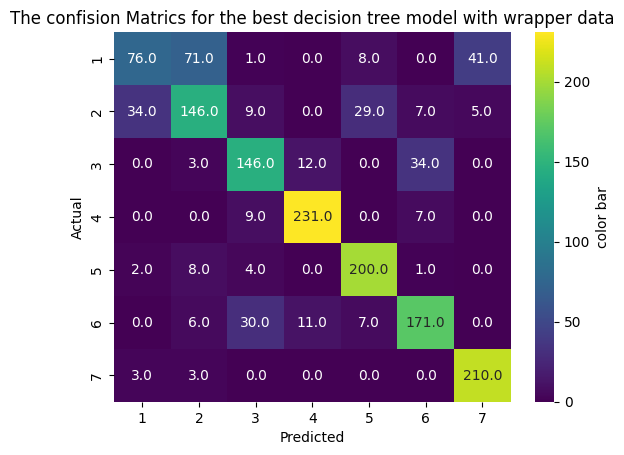 The confision Matrics for the best decision tree model with wrapper data
1 76.0 71.0 1.0 0.0 8.0 0.0 41.0
2 34.0 146.0 9.0 0.0 29.0 7.0 5.0
3 0.0 3.0 146.0 12.0 34.0 0.0
4 0.0 0.0 9.0 231.0 0.0 7.0 0.0
5 2.0 8.0 4.0 0.0 200.0 1.0 0.0
6 0.0 6.0 30.0 11.0 7.0 171.0 0.0
7 3.0 3.0 0.0 0.0 0.0 0.0 210.0
1 2 3 4 5 6 7
Predicted
Actual
200
150
100
50
0
color bar